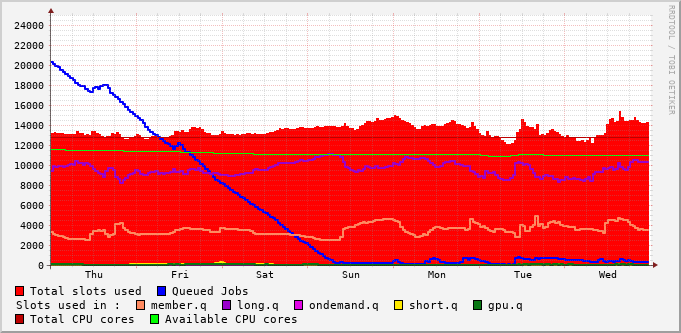 RRDTOOL / TOBI OETIKER
24000
22000
20000
18000
16000
14000
12000
10000
8000
6000
4000
2000
0
Thu Fri Sat Sun Mon Tue Wed
Total slots used Queued Jobs
Slots used in : member.q long.q ondemand.q short.q gpu.q
Total CPU cores Available CPU cores